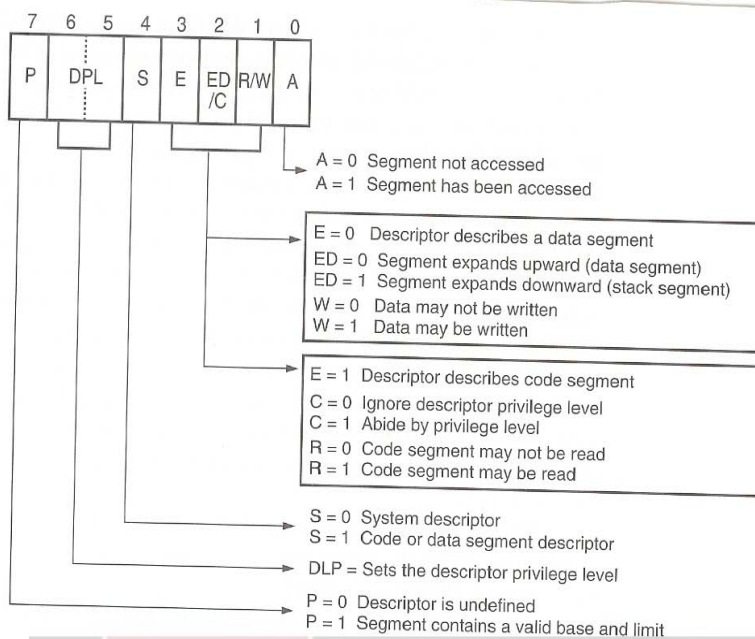 7 6 5 4 3 2 1 0
P DPL S E ED/C R/W A
A = 0 Segment not accessed
A = 1 Segment has been accessed
E = 0 Descriptor describes a data segment
ED = 0 Segment expands upward (data segment)
ED = 1 Segment expands downward (stack segment)
W = 0 Data may not be written
W = 1 Data may be written
E = 1 Descriptor describes code segment
C = 0 Ignore descriptor privilege level
C = 1 Abide by privilege level
R = 0 Code segment may not be read
R = 1 Code segment may be read
S = 0 System descriptor
S = 1 Code or data segment descriptor
DLP = Sets the descriptor privilege level
P = 0 Descriptor is undefined
P = 1 Segment contains a valid base and limit